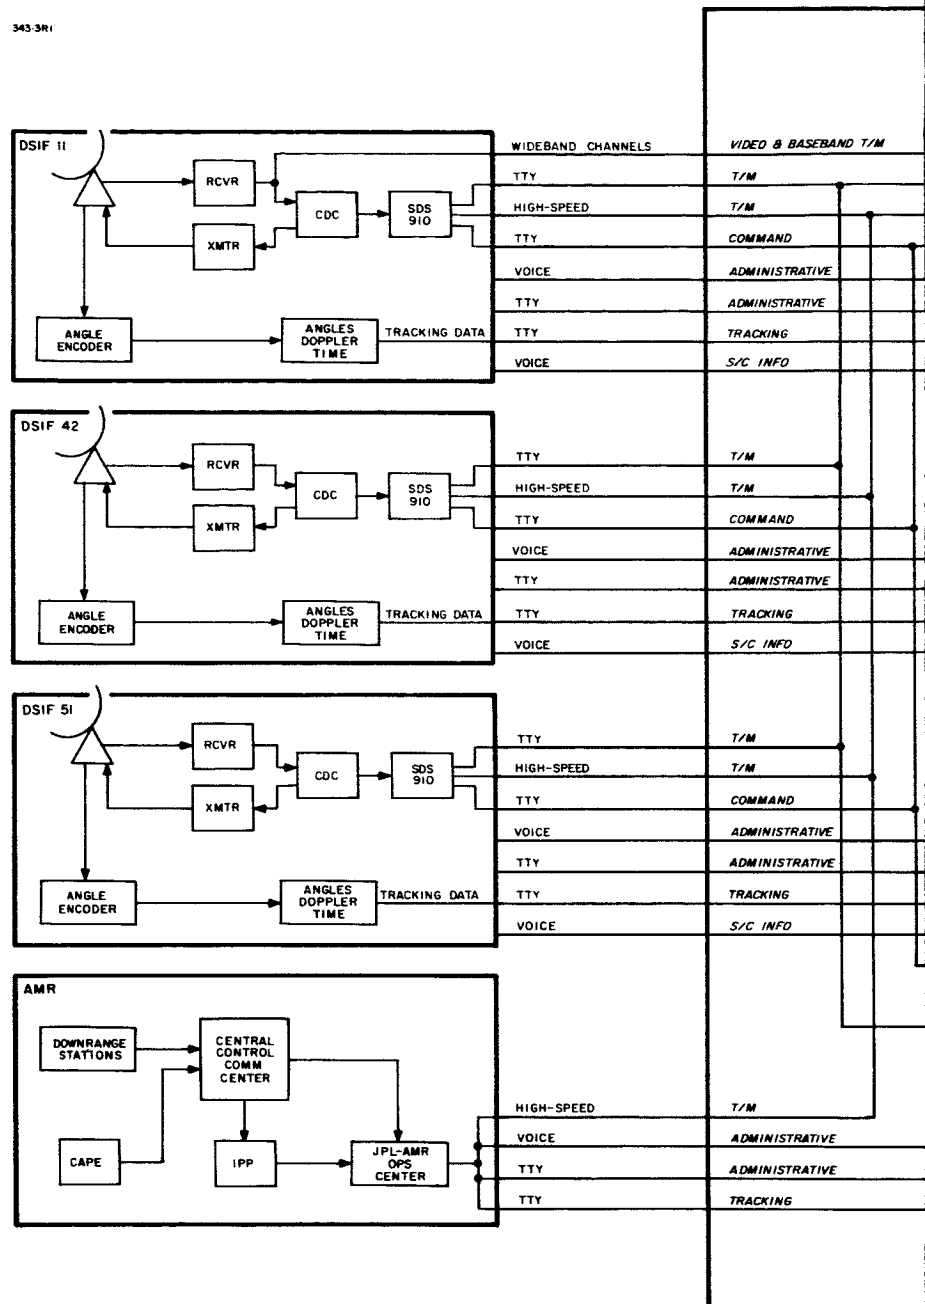 343-3R1
DSIF 11
RCVR
XMTR
CDC
SDS
910
ANGLE
ENCODER
ANGLES
DOPPLER
TIME
TRACKING DATA
WIDEBAND CHANNELS VIDEO & BASEBAND T/M
TTY T/M
HIGH-SPEED T/M
TTY COMMAND
VOICE ADMINISTRATIVE
TTY ADMINISTRATIVE
TTY TRACKING
VOICE S/C INFO
DSIF 42
RCVR
XMTR
CDC
SDS
910
ANGLE
ENCODER
ANGLES
DOPPLER
TIME
TRACKING DATA
TTY T/M
HIGH-SPEED T/M
TTY COMMAND
VOICE ADMINISTRATIVE
TTY ADMINISTRATIVE
TTY TRACKING
VOICE S/C INFO
DSIF 51
RCVR
XMTR
CDC
SDS
910
ANGLE
ENCODER
ANGLES
DOPPLER
TIME
TRACKING DATA
TTY T/M
HIGH-SPEED T/M
TTY COMMAND
VOICE ADMINISTRATIVE
TTY ADMINISTRATIVE
TTY TRACKING
VOICE S/C INFO
AMR
DOWNRANGE
STATIONS
CENTRAL
CONTROL
COMM
CENTER
CAPE
IPP
JPL-AMR
OPS
CENTER
HIGH-SPEED T/M
VOICE ADMINISTRATIVE
TTY ADMINISTRATIVE
TTY TRACKING